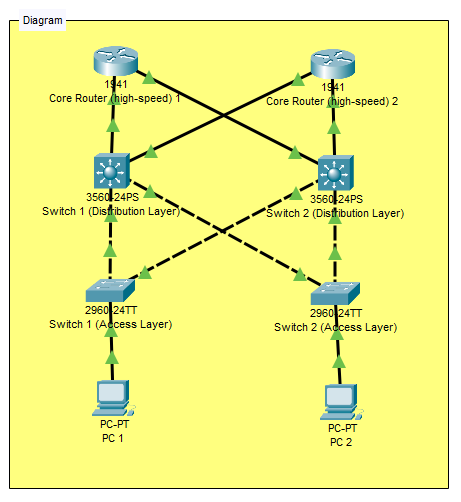 Diagram
1941
Core Router (high-speed) 1
1941
Core Router (high-speed) 2
3560-24PS
Switch 1 (Distribution Layer)
3560-24PS
Switch 2 (Distribution Layer)
2960-24TT
Switch 1 (Access Layer)
2960-24TT
Switch 2 (Access Layer)
PC-PT
PC 1
PC-PT
PC 2